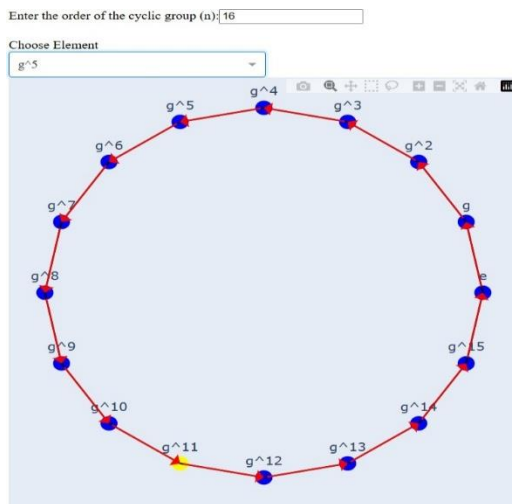 Enter the order of the cyclic group (n): 16
Choose Element
g^5
g^4
g^5 g^3
g^6 g^2
g^7 g
g^8 e
g^9 g^15
g^10 g^14
g^11 g^13
g^12